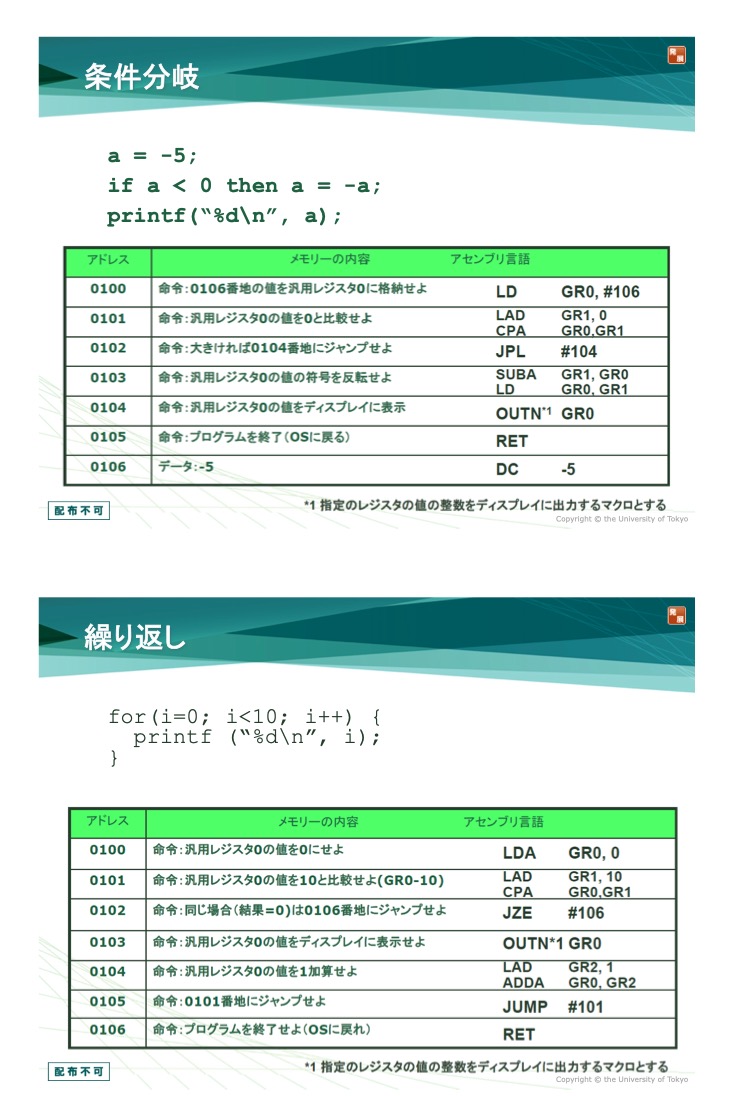 発展
条件分岐
a = -5;
if a < 0 then a = -a;
printf(“%d\n”, a);
アドレス メモリーの内容 アセンブリ言語
0100 命令：0106番地の値を汎用レジスタ0に格納せよ LD GR0, #106
0101 命令：汎用レジスタ0の値を0と比較せよ LAD GR1, 0
CPA GR0,GR1
0102 命令：大きければ0104番地にジャンプせよ JPL #104
0103 命令：汎用レジスタ0の値の符号を反転せよ SUBA GR1, GR0
LD GR0, GR1
0104 命令：汎用レジスタ0の値をディスプレイに表示 OUTN*1 GR0
0105 命令：プログラムを終了（OSに戻る） RET
0106 データ：-5 DC -5
*1 指定のレジスタの値の整数をディスプレイに出力するマクロとする
配布不可
Copyright © the University of Tokyo
発展
繰り返し
for(i=0; i<10; i++) {
printf (“%d\n”, i);
}
アドレス メモリーの内容 アセンブリ言語
0100 命令：汎用レジスタ0の値を0にせよ LDA GR0, 0
0101 命令：汎用レジスタ0の値を10と比較せよ(GR0-10) LAD GR1, 10
CPA GR0,GR1
0102 命令：同じ場合（結果=0）は0106番地にジャンプせよ JZE #106
0103 命令：汎用レジスタ0の値をディスプレイに表示せよ OUTN*1 GR0
0104 命令：汎用レジスタ0の値を1加算せよ LAD GR2, 1
ADDA GR0, GR2
0105 命令：0101番地にジャンプせよ JUMP #101
0106 命令：プログラムを終了せよ（OSに戻れ） RET
*1 指定のレジスタの値の整数をディスプレイに出力するマクロとする
配布不可
Copyright © the University of Tokyo